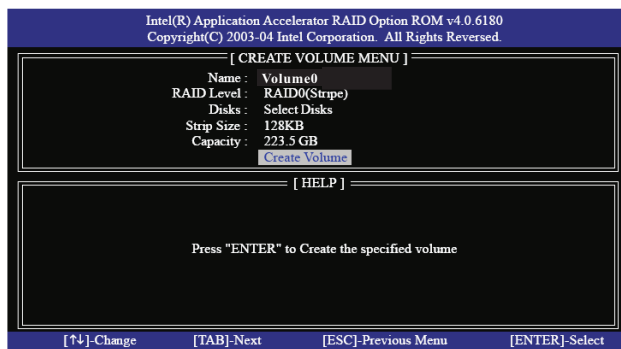 Intel(R) Application Accelerator RAID Option ROM v4.0.6180
Copyright(C) 2003-04 Intel Corporation. All Rights Reversed.
[ CREATE VOLUME MENU ]
Name : Volume0
RAID Level : RAID0(Stripe)
Disks : Select Disks
Strip Size : 128KB
Capacity : 223.5 GB
Create Volume
[ HELP ]
Press "ENTER" to Create the specified volume
[↑↓]-Change [TAB]-Next [ESC]-Previous Menu [ENTER]-Select